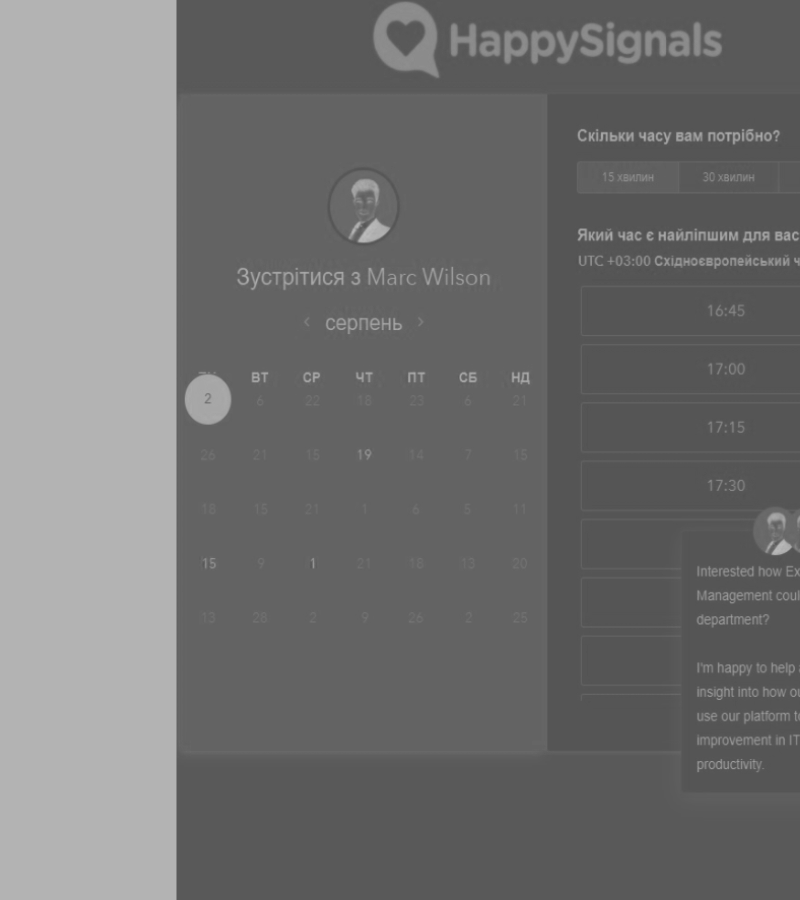 HappySignals
Зустрітися з Marc Wilson
‹ серпень ›
ВТ СР ЧТ ПТ СБ НД
2 6 22 18 23 6 21
26 21 15 19 14 7 15
18 15 21 1 6 5 11
15 9 1 21 18 13 20
13 28 2 9 26 2 25
Скільки часу вам потрібно?
15 хвилин 30 хвилин
Який час є найліпшим для вас
UTC +03:00 Східноєвропейський ч
16:45
17:00
17:15
17:30
Interested how Ex
Management coul
department?
I'm happy to help a
insight into how ou
use our platform to
improvement in IT
productivity.